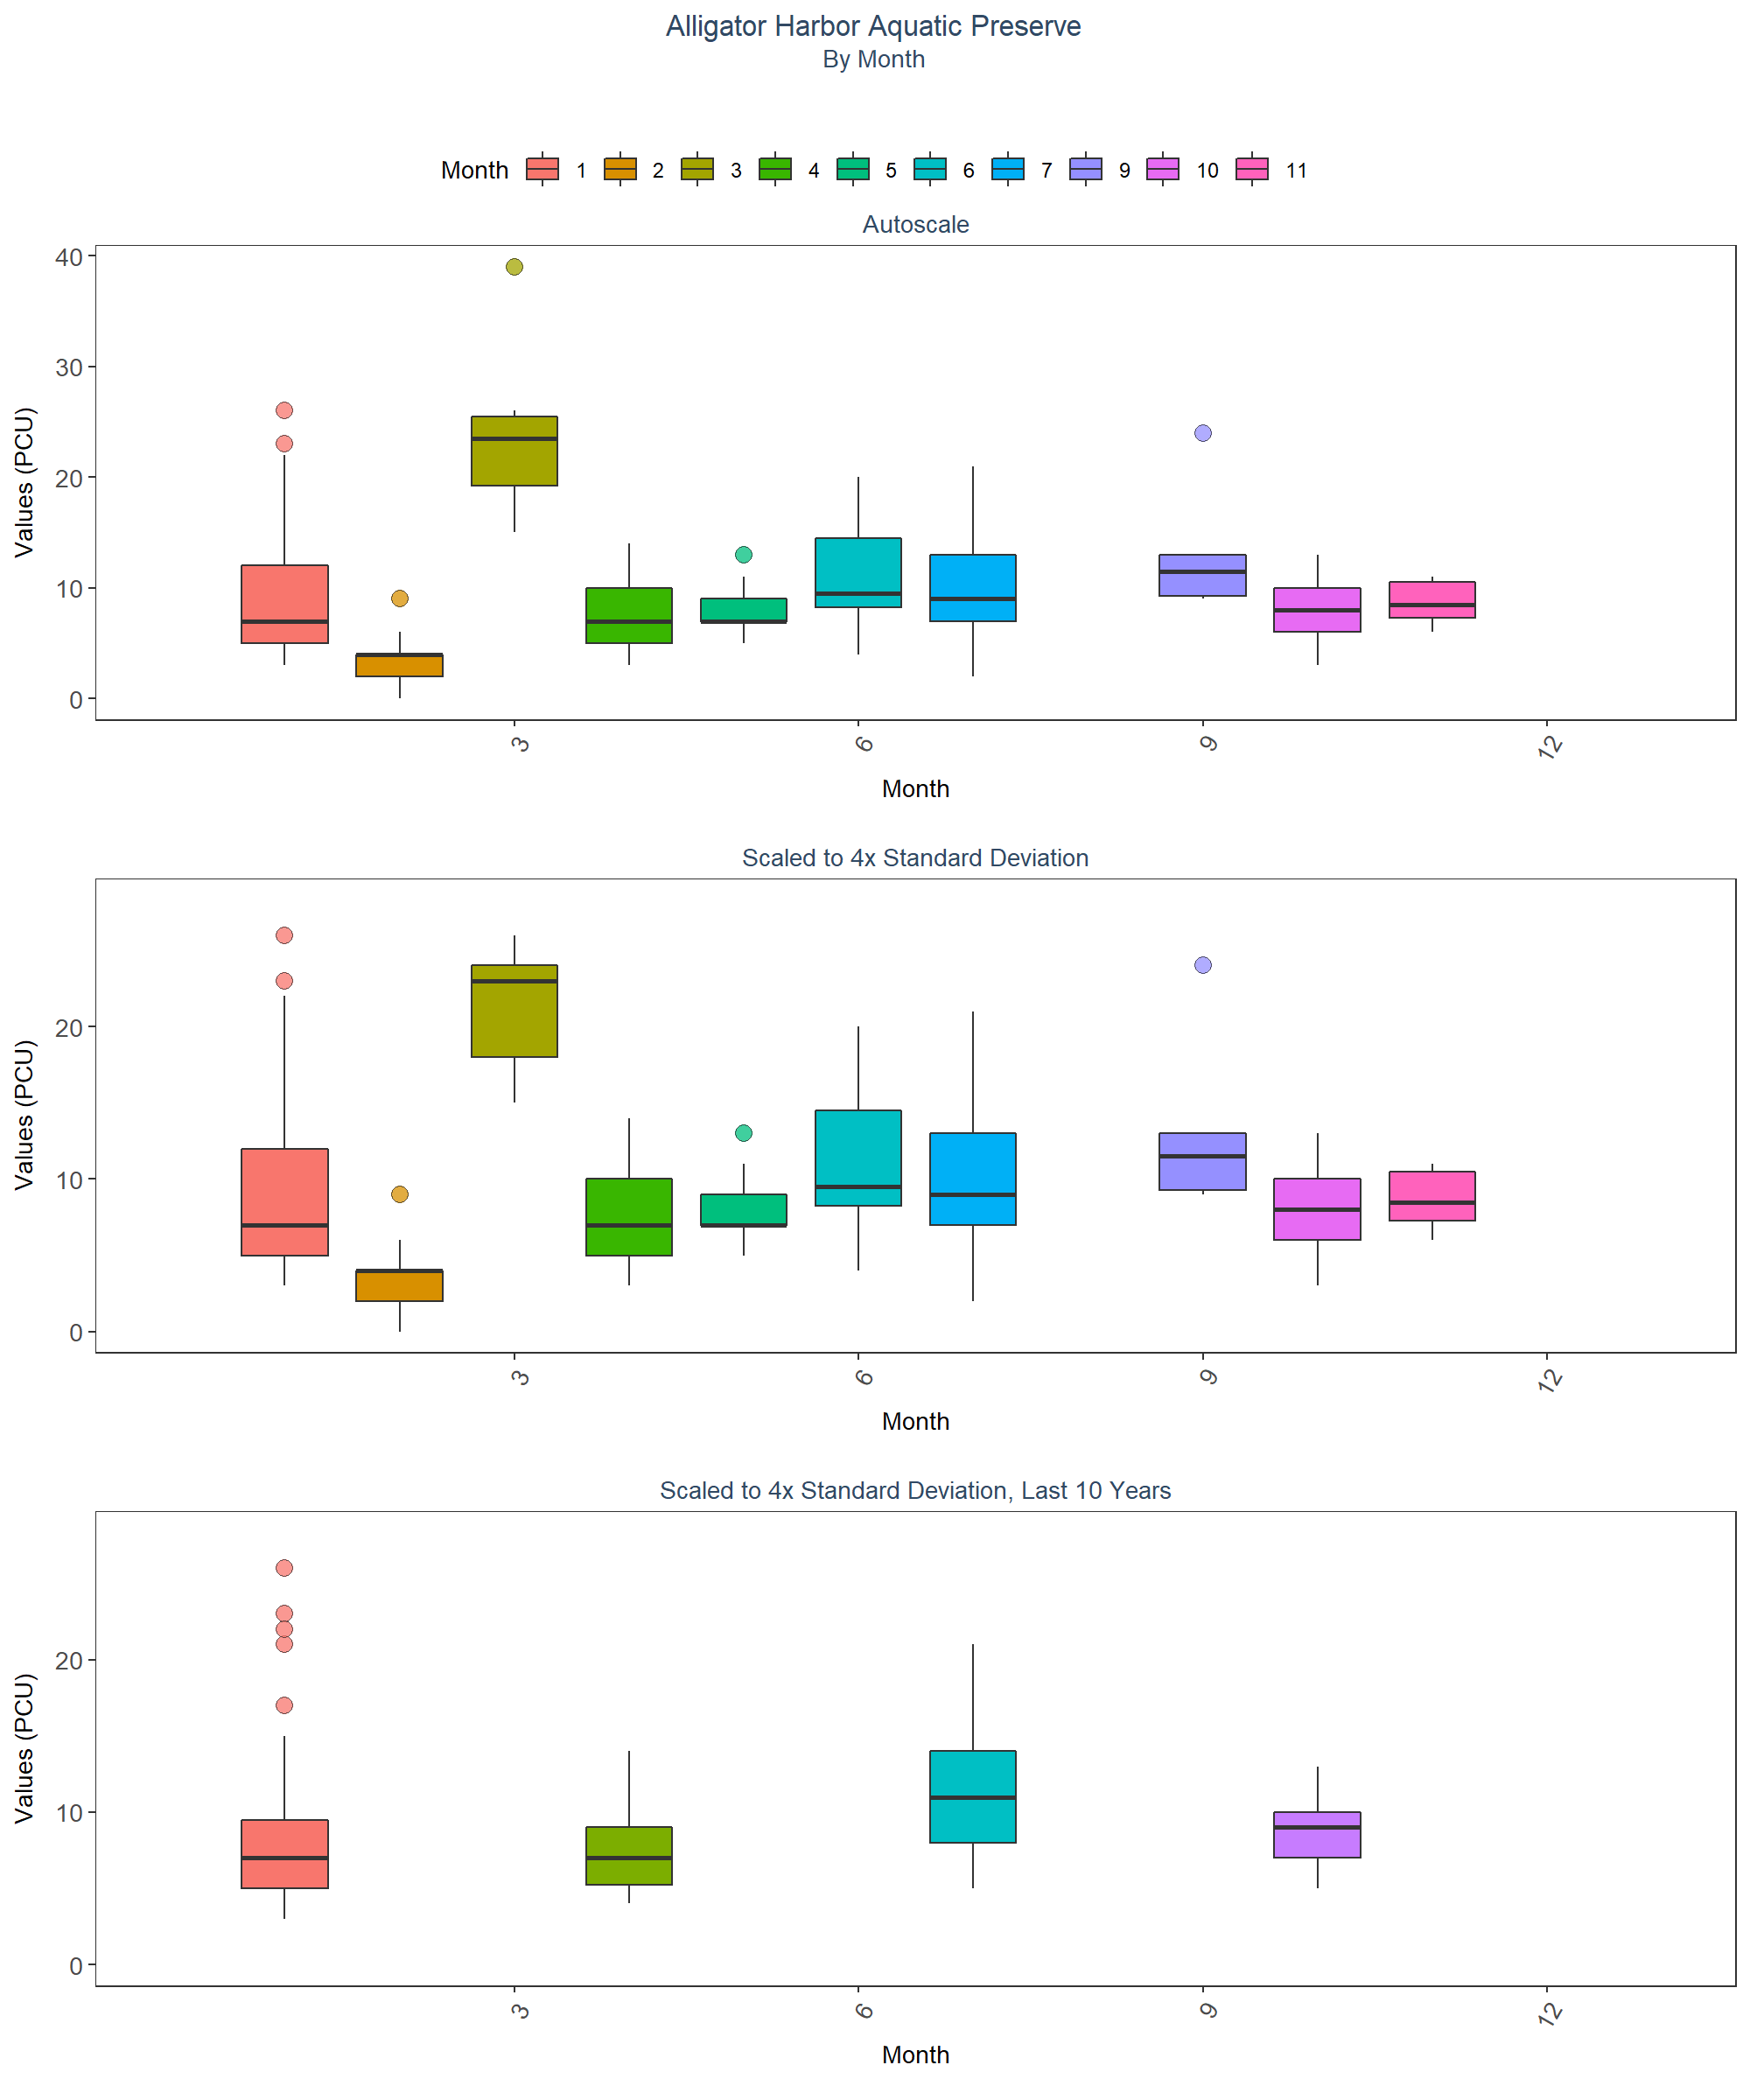 Alligator Harbor Aquatic Preserve
By Month
Month 1 2 3 4 5 6 7 9 10 11
Autoscale
Values (PCU)
40
30
20
10
0
3 6 9 12
Month
Scaled to 4x Standard Deviation
Values (PCU)
20
10
0
3 6 9 12
Month
Scaled to 4x Standard Deviation, Last 10 Years
Values (PCU)
20
10
0
3 6 9 12
Month